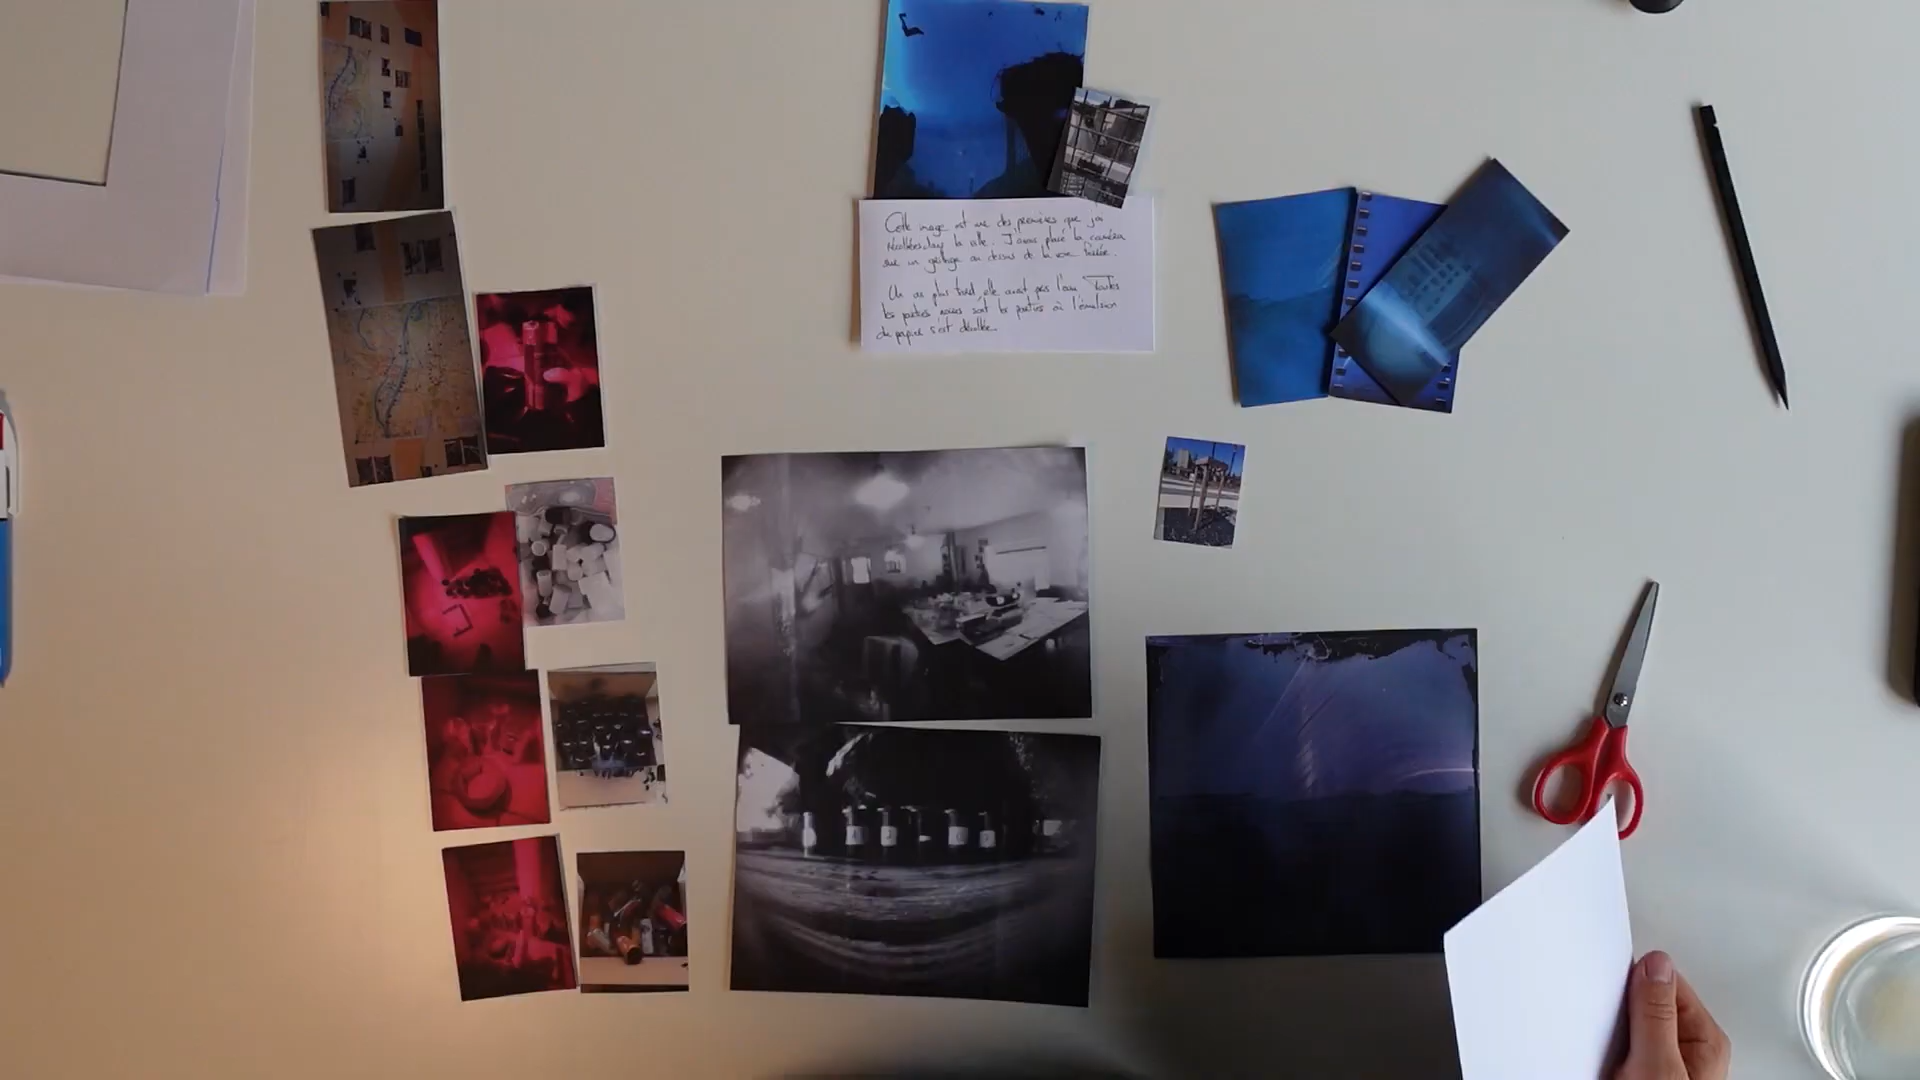 Cette image est une des premières que j'ai
récoltées dans la ville. J'avais placé la caméra
sur un grillage au dessus de la voie ferrée.
Un an plus tard, elle avait pris l'eau. Toutes
les parties noires sont les parties où l'émulsion
du papier s'est décollée.